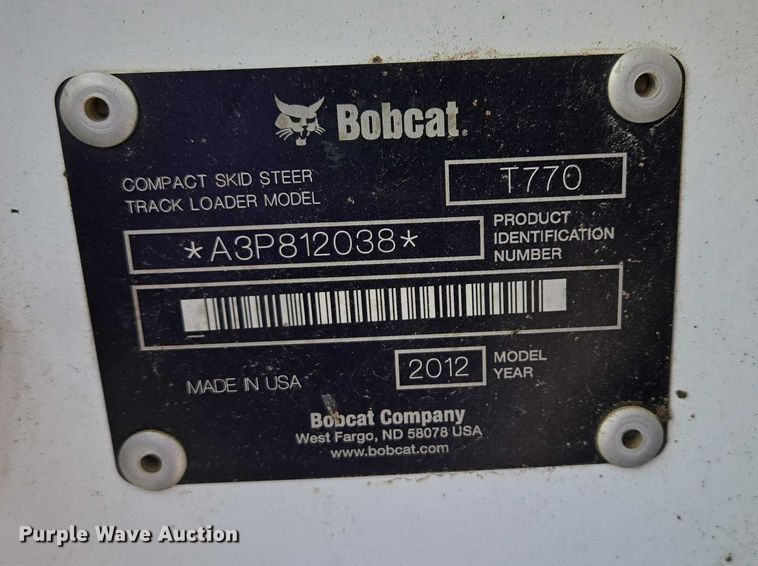 Bobcat.
COMPACT SKID STEER
TRACK LOADER MODEL
T770
*A3P812038*
PRODUCT
IDENTIFICATION
NUMBER
MADE IN USA
2012
MODEL
YEAR
Bobcat Company
West Fargo, ND 58078 USA
www.bobcat.com
Purple Wave Auction